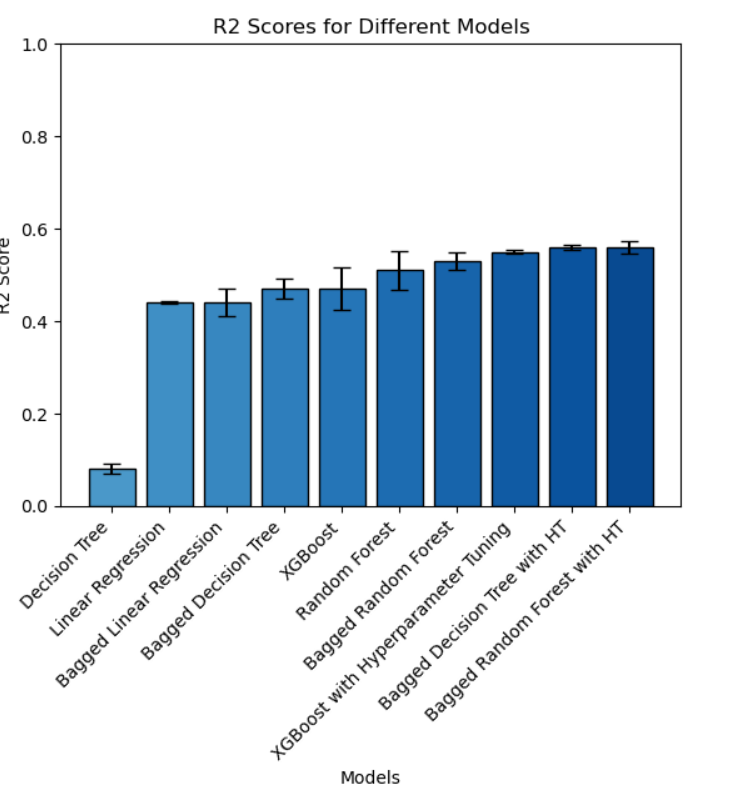 R2 Scores for Different Models
1.0
0.8
0.6
0.4
0.2
0.0
R2 Score
Decision Tree
Linear Regression
Bagged Linear Regression
Bagged Decision Tree
XGBoost
Random Forest
Bagged Random Forest
XGBoost with Hyperparameter Tuning
Bagged Decision Tree with HT
Bagged Random Forest with HT
Models